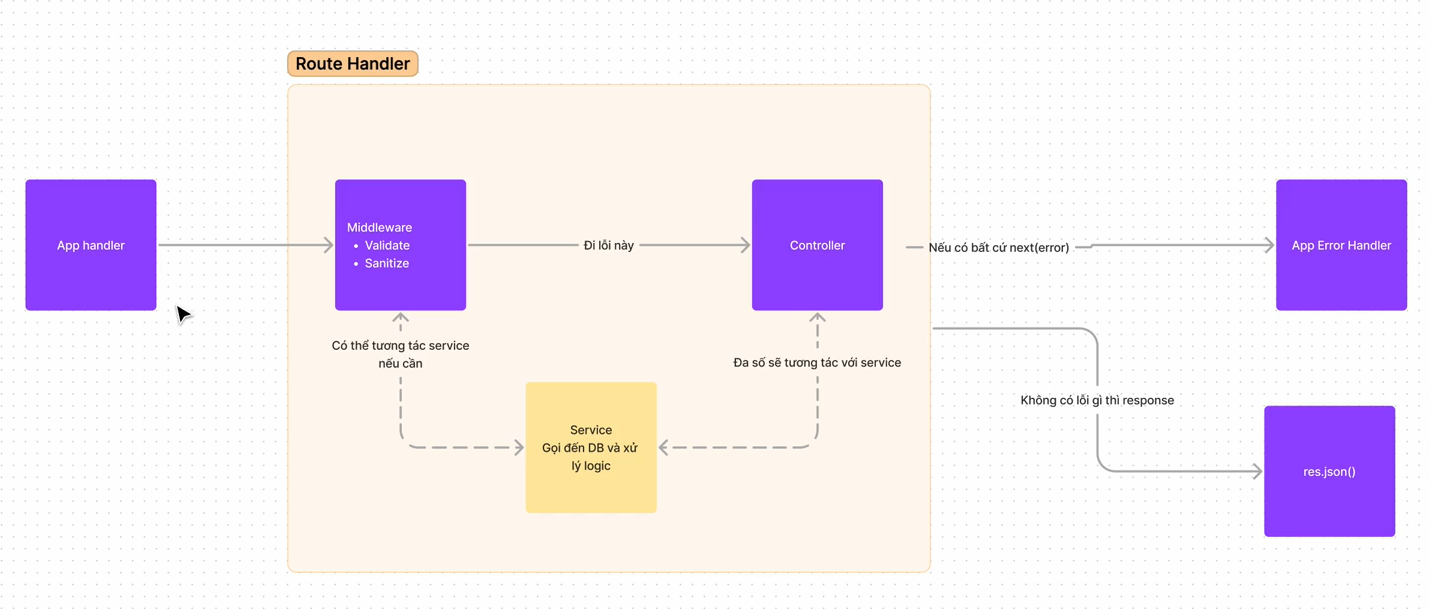 Route Handler
App handler
Middleware
• Validate
• Sanitize
Đi lối này
Controller
Nếu có bất cứ next(error)
App Error Handler
Có thể tương tác service
nếu cần
Đa số sẽ tương tác với service
Service
Gọi đến DB và xử
lý logic
Không có lỗi gì thì response
res.json()